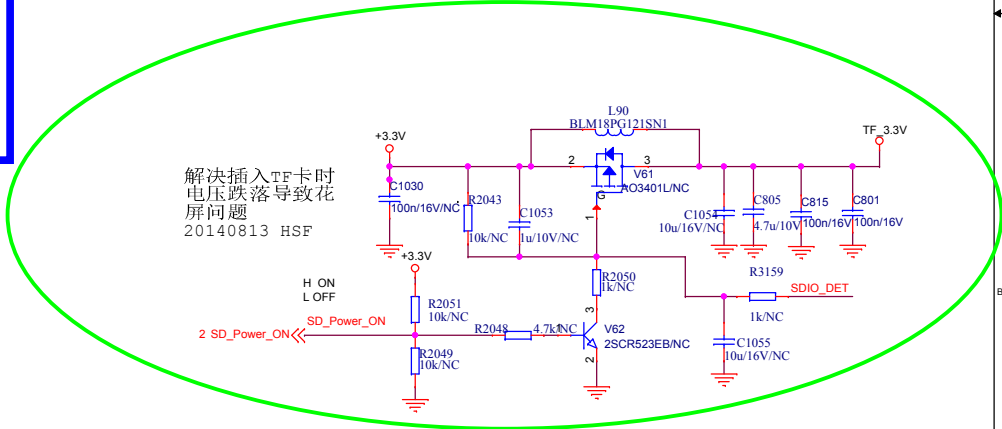 L90
BLM18PG121SN1
+3.3V
TF_3.3V
2
3
V61
AO3401L/NC
G
1
解决插入TF卡时
电压跌落导致花
屏问题
20140813 HSF
C1030
100n/16V/NC
R2043
10k/NC
C1053
1u/10V/NC
C1054
10u/16V/NC
C805
4.7u/10V
C815
100n/16V
C801
100n/16V
+3.3V
H ON
L OFF
R2051
10k/NC
R2050
1k/NC
R3159
SDIO_DET
1k/NC
B
2 SD_Power_ON
SD_Power_ON
R2048
4.7k/NC
1
3
V62
2SCR523EB/NC
2
R2049
10k/NC
C1055
10u/16V/NC